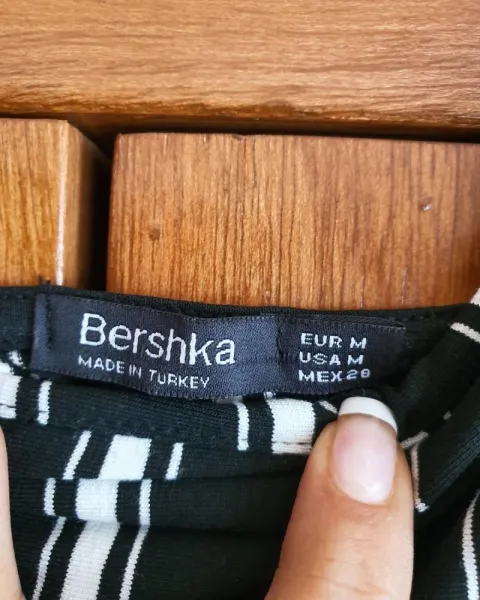 Bershka
MADE IN TURKEY
EUR M
USA M
MEX 28